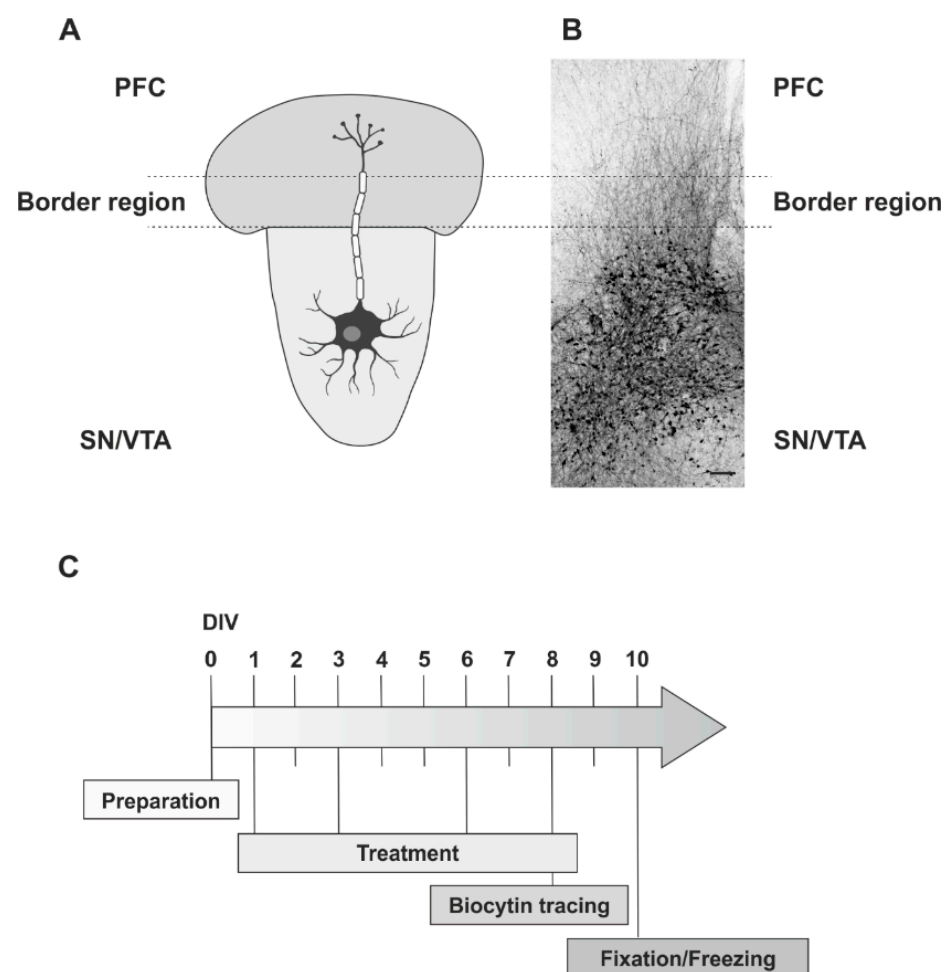 A
B
PFC
PFC
Border region
Border region
SN/VTA
SN/VTA
C
DIV
0 1 2 3 4 5 6 7 8 9 10
Preparation
Treatment
Biocytin tracing
Fixation/Freezing